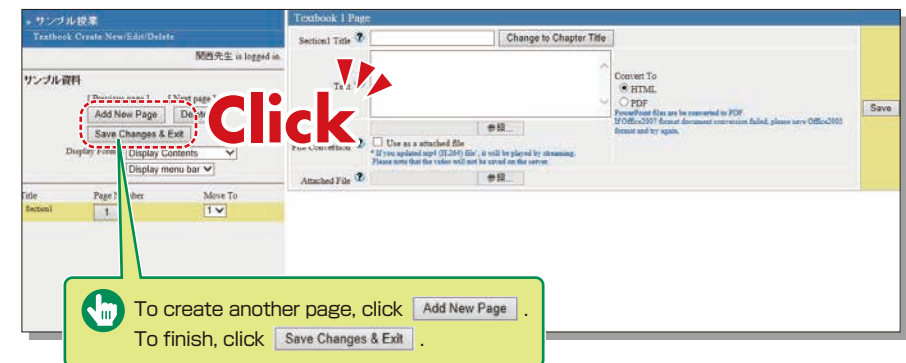 サンプル授業
Textbook Create New/Edit/Delete
関西先生 is logged in.
サンプル資料
[Previous page ] [Next page ]
Add New Page
Save Changes & Exit
Display Contents
Display menu bar
Title Page Number Move To
Section1 1 1
Textbook 1 Page
Section1 Title ? Change to Chapter Title
Text
Convert To
HTML
PDF
PowerPoint files are converted to PDF.
If Office2007 format document conversion failed, please save Office2003
format and try again.
Save
参照...
File Conversion ? Use as a attached file
* If you updated mp4 (H.264) file', it will be played by streaming.
Please note that the video will not be saved on the server.
Attached File ? 参照...
Click
To create another page, click Add New Page .
To finish, click Save Changes & Exit .